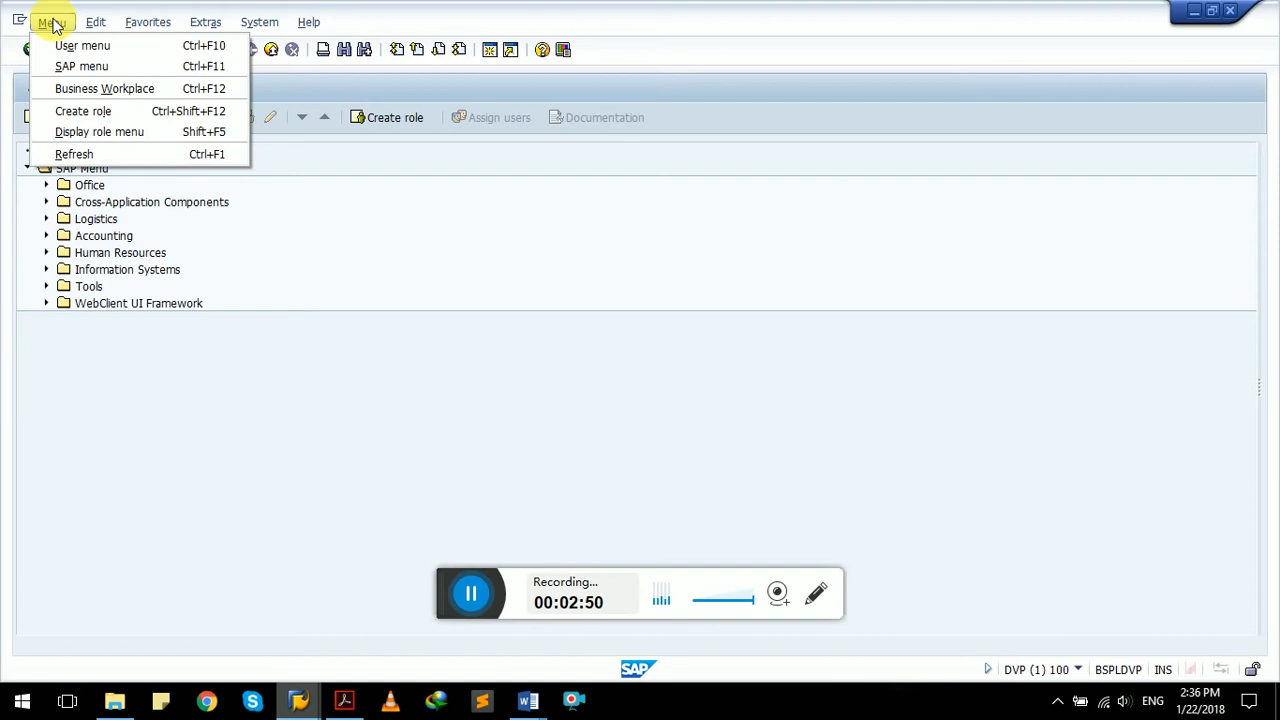 Menu Edit Favorites Extras System Help
User menu Ctrl+F10
SAP menu Ctrl+F11
Business Workplace Ctrl+F12
Create role Ctrl+Shift+F12
Display role menu Shift+F5
Refresh Ctrl+F1
Create role Assign users Documentation
SAP Menu
Office
Cross-Application Components
Logistics
Accounting
Human Resources
Information Systems
Tools
WebClient UI Framework
Recording...
00:02:50
SAP
DVP (1) 100 BSPLDVP INS
ENG
2:36 PM
1/22/2018